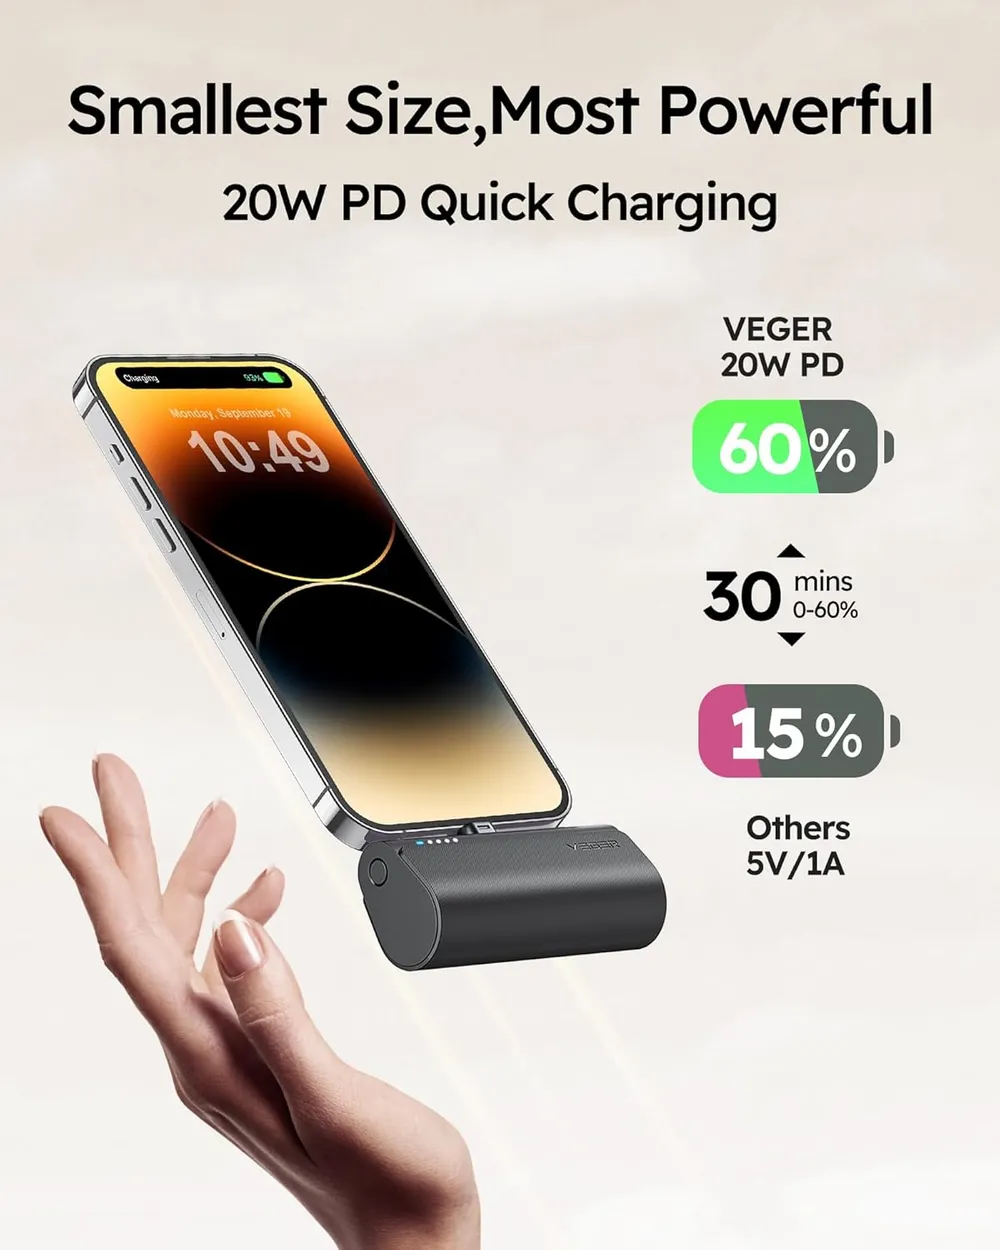 Smallest Size,Most Powerful
20W PD Quick Charging
VEGER
20W PD
60%
30 mins
0-60%
15%
Others
5V/1A
Charging 93%
Monday, September 19
10:49
VEGER